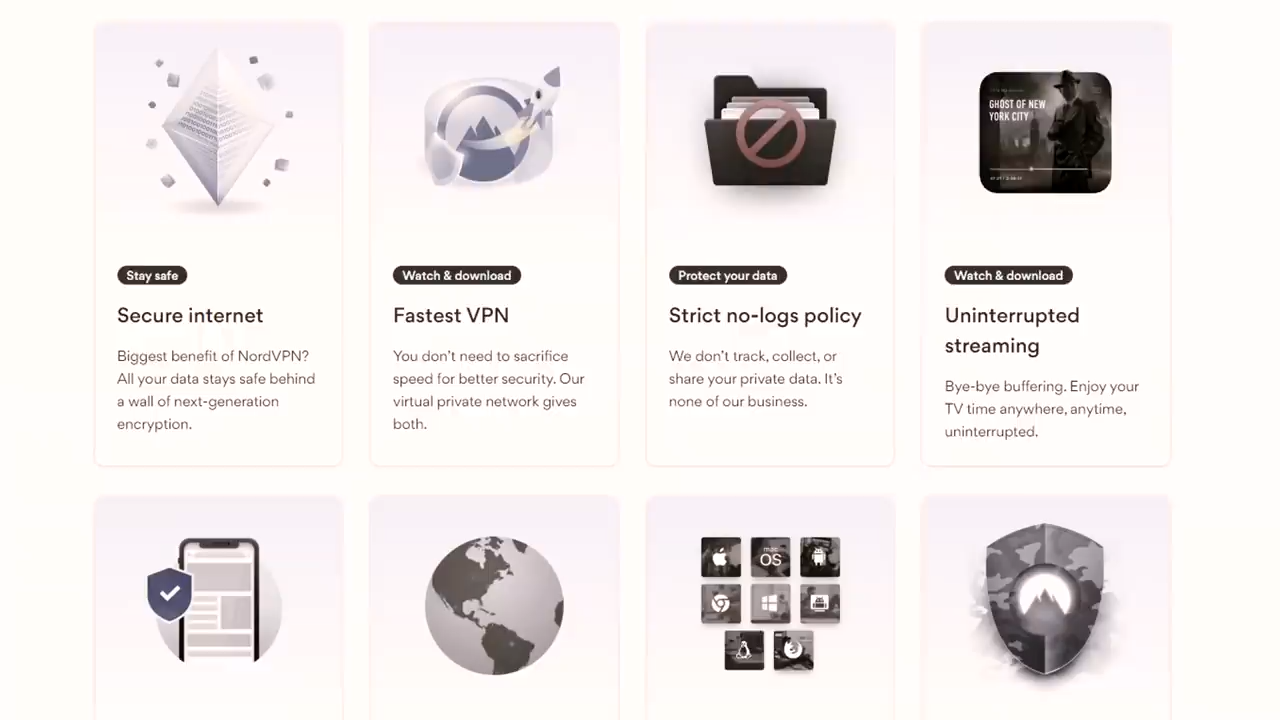 GHOST OF NEW
YORK CITY
Stay safe
Secure internet
Biggest benefit of NordVPN?
All your data stays safe behind
a wall of next-generation
encryption.
Watch & download
Fastest VPN
You don't need to sacrifice
speed for better security. Our
virtual private network gives
both.
Protect your data
Strict no-logs policy
We don't track, collect, or
share your private data. It's
none of our business.
Watch & download
Uninterrupted
streaming
Bye-bye buffering. Enjoy your
TV time anywhere, anytime,
uninterrupted.
mac
OS